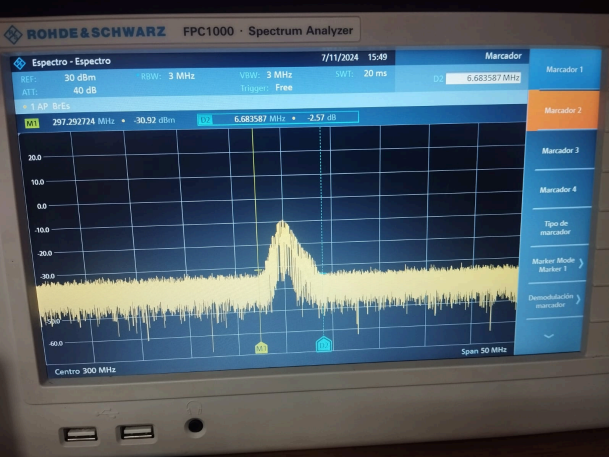 ROHDE&SCHWARZ FPC1000 · Spectrum Analyzer
Espectro - Espectro 7/11/2024 15:49 Marcador
REF: 30 dBm RBW: 3 MHz VBW: 3 MHz SWT: 20 ms
ATT: 40 dB Trigger: Free
D2 6.683587 MHz
1 AP BrEs
M1 297.292724 MHz • -30.92 dBm D2 6.683587 MHz • -2.57 dB
20.0
10.0
0.0
-10.0
-20.0
-30.0
-50.0
-60.0
M1 D2
Centro 300 MHz Span 50 MHz
Marcador 1
Marcador 2
Marcador 3
Marcador 4
Tipo de
marcador
Marker Mode
Marker 1
Demodulación
marcador